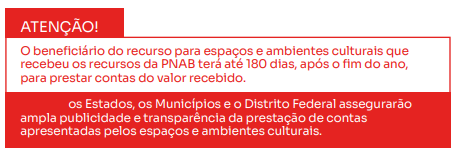 ATENÇÃO!
O beneficiário do recurso para espaços e ambientes culturais que
recebeu os recursos da PNAB terá até 180 dias, após o fim do ano,
para prestar contas do valor recebido.
os Estados, os Municípios e o Distrito Federal assegurarão
ampla publicidade e transparência da prestação de contas
apresentadas pelos espaços e ambientes culturais.